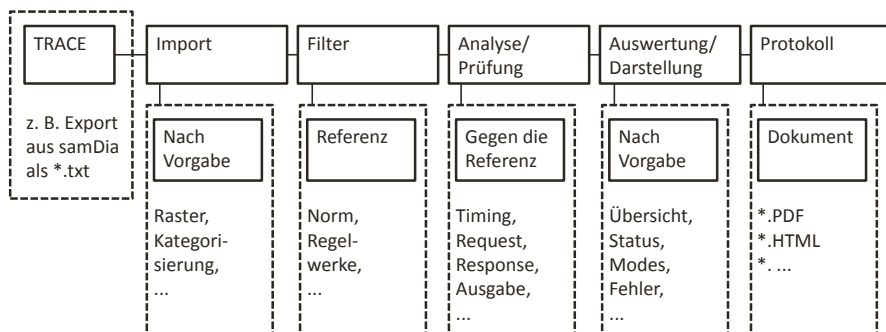 TRACE
Import
Filter
Analyse/
Prüfung
Auswertung/
Darstellung
Protokoll
z. B. Export
aus samDia
als *.txt
Nach
Vorgabe
Raster,
Kategori-
sierung,
...
Referenz
Norm,
Regel-
werke,
...
Gegen die
Referenz
Timing,
Request,
Response,
Ausgabe,
...
Nach
Vorgabe
Übersicht,
Status,
Modes,
Fehler,
...
Dokument
*.PDF
*.HTML
*. ...